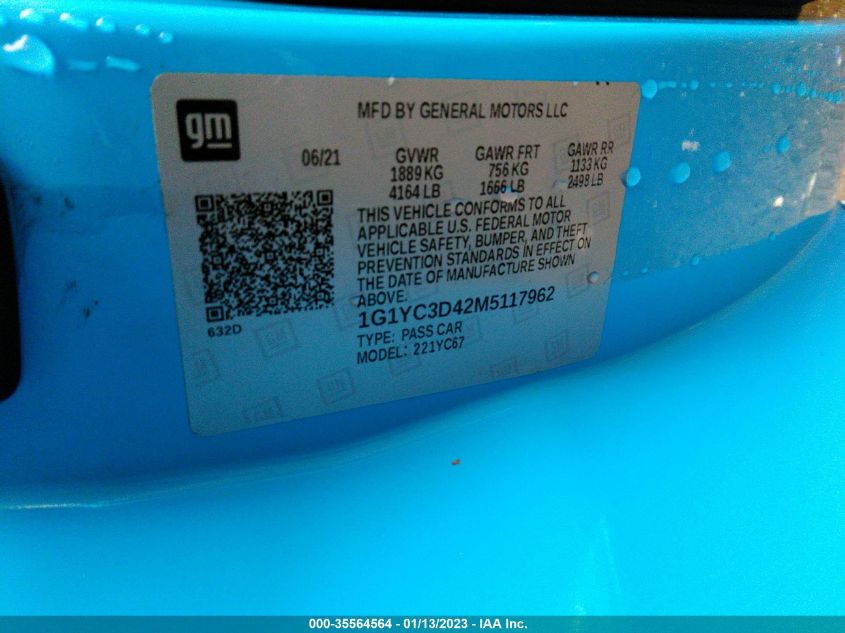 gm
MFD BY GENERAL MOTORS LLC
06/21
GVWR
1889 KG
4164 LB
GAWR FRT
756 KG
1666 LB
GAWR RR
1133 KG
2498 LB
THIS VEHICLE CONFORMS TO ALL
APPLICABLE U.S. FEDERAL MOTOR
VEHICLE SAFETY, BUMPER, AND THEFT
PREVENTION STANDARDS IN EFFECT ON
THE DATE OF MANUFACTURE SHOWN
ABOVE.
1G1YC3D42M5117962
TYPE: PASS CAR
MODEL: 221YC67
632D
000-35564564 - 01/13/2023 - IAA Inc.